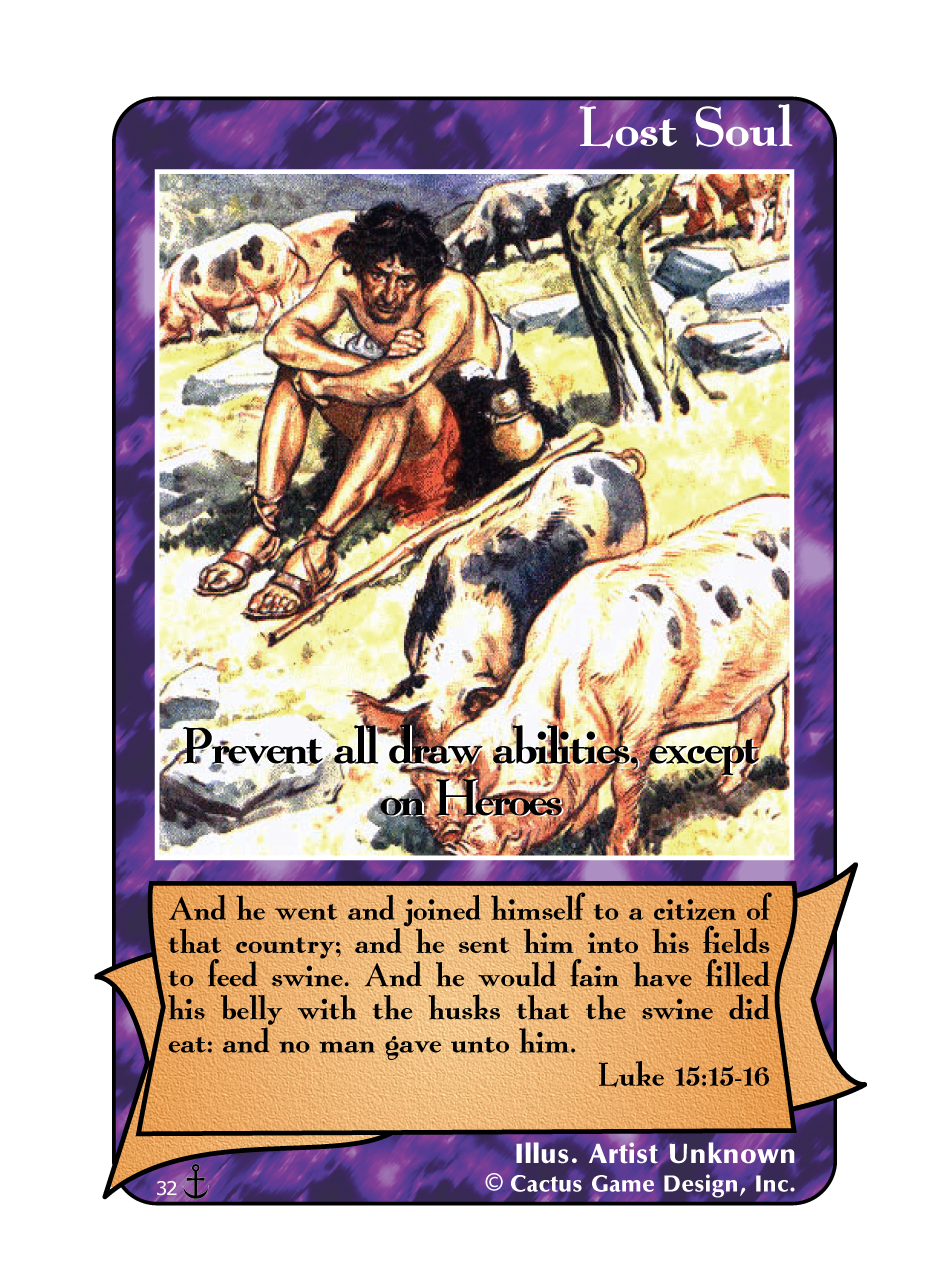 Lost Soul
Prevent all draw abilities, except
on Heroes
And he went and joined himself to a citizen of
that country; and he sent him into his fields
to feed swine. And he would fain have filled
his belly with the husks that the swine did
eat: and no man gave unto him.
Luke 15:15-16
Illus. Artist Unknown
32
© Cactus Game Design, Inc.